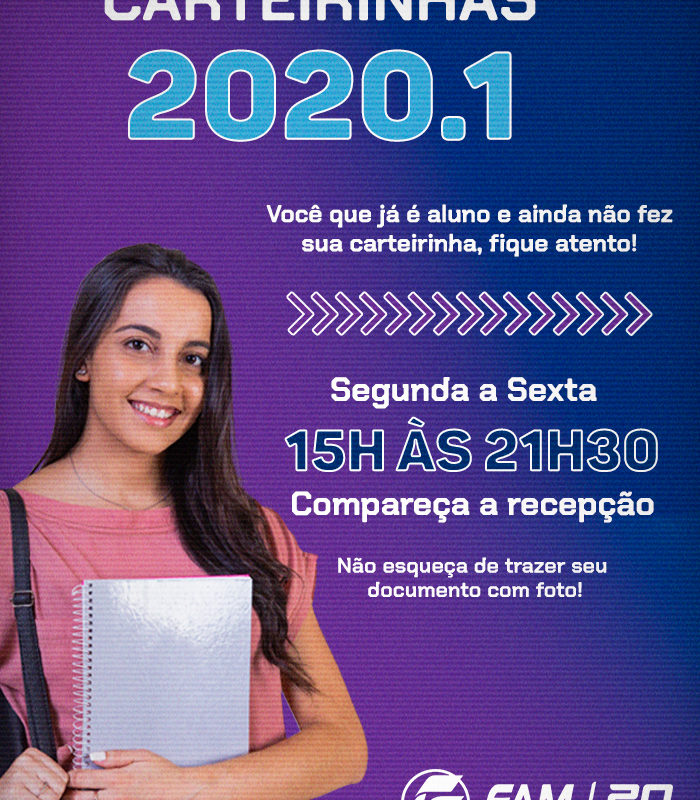 CARTEIRINHAS
2020.1
Você que já é aluno e ainda não fez
sua carteirinha, fique atento!
Segunda a Sexta
15H ÀS 21H30
Compareça a recepção
Não esqueça de trazer seu
documento com foto!
FAM | 20